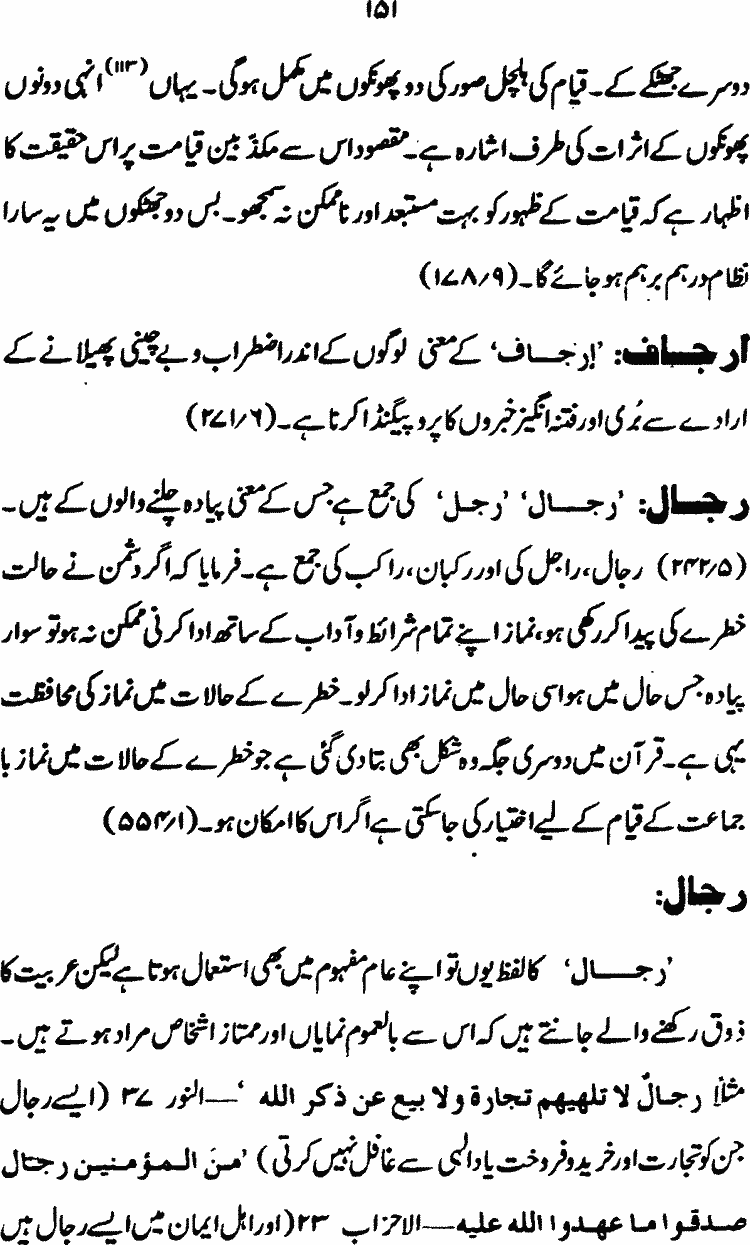 ۱۵۱
دوسرے جھٹکے کے۔ قیام کی ہلچل صور کی دو پھونکوں میں مکمل ہوگی۔ یہاں (۱۱۳) انہی دونوں
پھونکوں کے اثرات کی طرف اشارہ ہے۔ مقصود اس سے مکذبین قیامت پر اس حقیقت کا
اظہار ہے کہ قیامت کے ظہور کو بہت مستبعد اور ناممکن نہ سمجھو۔ بس دو جھٹکوں میں یہ سارا
نظام درہم برہم ہو جائے گا۔ (۱۷۸/۹)
ارجاف: ’إرجاف‘ کے معنی لوگوں کے اندر اضطراب و بے چینی پھیلانے کے
ارادے سے بُری اور فتنہ انگیز خبروں کا پروپیگنڈا کرنا ہے۔ (۲۷۱/۶)
رجال: ’رجال‘ ’رجل‘ کی جمع ہے جس کے معنی پیادہ چلنے والوں کے ہیں۔
(۲۴۲/۵) رجال، راجل کی اور رکبان، راکب کی جمع ہے۔ فرمایا کہ اگر دشمن نے حالت
خطرے کی پیدا کر رکھی ہو، نماز اپنے تمام شرائط و آداب کے ساتھ ادا کرنی ممکن نہ ہو تو سوار
پیادہ جس حال میں ہو اسی حال میں نماز ادا کر لو۔ خطرے کے حالات میں نماز کی محافظت
یہی ہے۔ قرآن میں دوسری جگہ وہ شکل بھی بتا دی گئی ہے جو خطرے کے حالات میں نماز با
جماعت کے قیام کے لیے اختیار کی جا سکتی ہے اگر اس کا امکان ہو۔ (۵۵۴/۱)
رجال:
’رجال‘ کا لفظ یوں تو اپنے عام مفہوم میں بھی استعمال ہوتا ہے لیکن عربیت کا
ذوق رکھنے والے جانتے ہیں کہ اس سے بالعموم نمایاں اور ممتاز اشخاص مراد ہوتے ہیں۔
مثلاً رجالٌ لا تلهيهم تجارة ولا بيع عن ذكر الله ‘—النور ۳۷ (ایسے رجال
جن کو تجارت اور خرید و فروخت یاد الٰہی سے غافل نہیں کرتی) ’منَ المؤمنين رجال
صدقوا ما عهدوا الله عليه—الاحزاب ۲۳ (اور اہل ایمان میں ایسے رجال ہیں